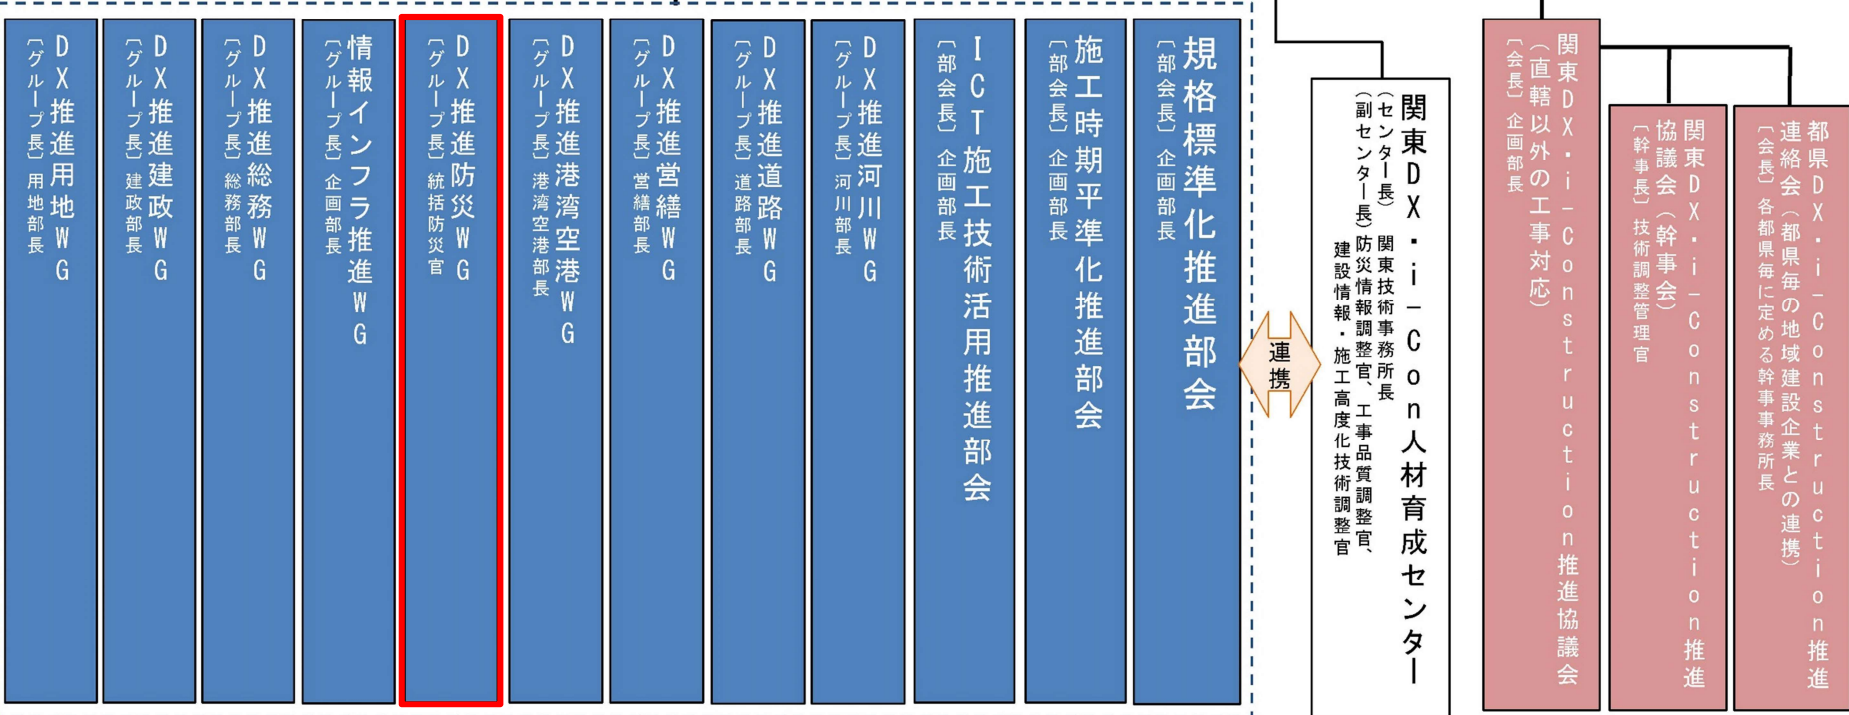 都県DX・i-Construction推進
連絡会（都県毎の地域建設企業との連携）
〔会長〕各都県毎に定める幹事事務所長
関東DX・i-Construction推進
協議会（幹事会）
〔幹事長〕技術調整管理官
関東DX・i-Construction推進協議会
（直轄以外の工事対応）
〔会長〕企画部長
関東DX・i-Con人材育成センター
（センター長）関東技術事務所長
（副センター長）防災情報調整官、工事品質調整官、
建設情報・施工高度化技術調整官
連携
規格標準化推進部会
〔部会長〕企画部長
施工時期平準化推進部会
〔部会長〕企画部長
ICT施工技術活用推進部会
〔部会長〕企画部長
DX推進河川WG
〔グループ長〕河川部長
DX推進道路WG
〔グループ長〕道路部長
DX推進営繕WG
〔グループ長〕営繕部長
DX推進港湾空港WG
〔グループ長〕港湾空港部長
DX推進防災WG
〔グループ長〕統括防災官
情報インフラ推進WG
〔グループ長〕企画部長
DX推進総務WG
〔グループ長〕総務部長
DX推進建政WG
〔グループ長〕建政部長
DX推進用地WG
〔グループ長〕用地部長